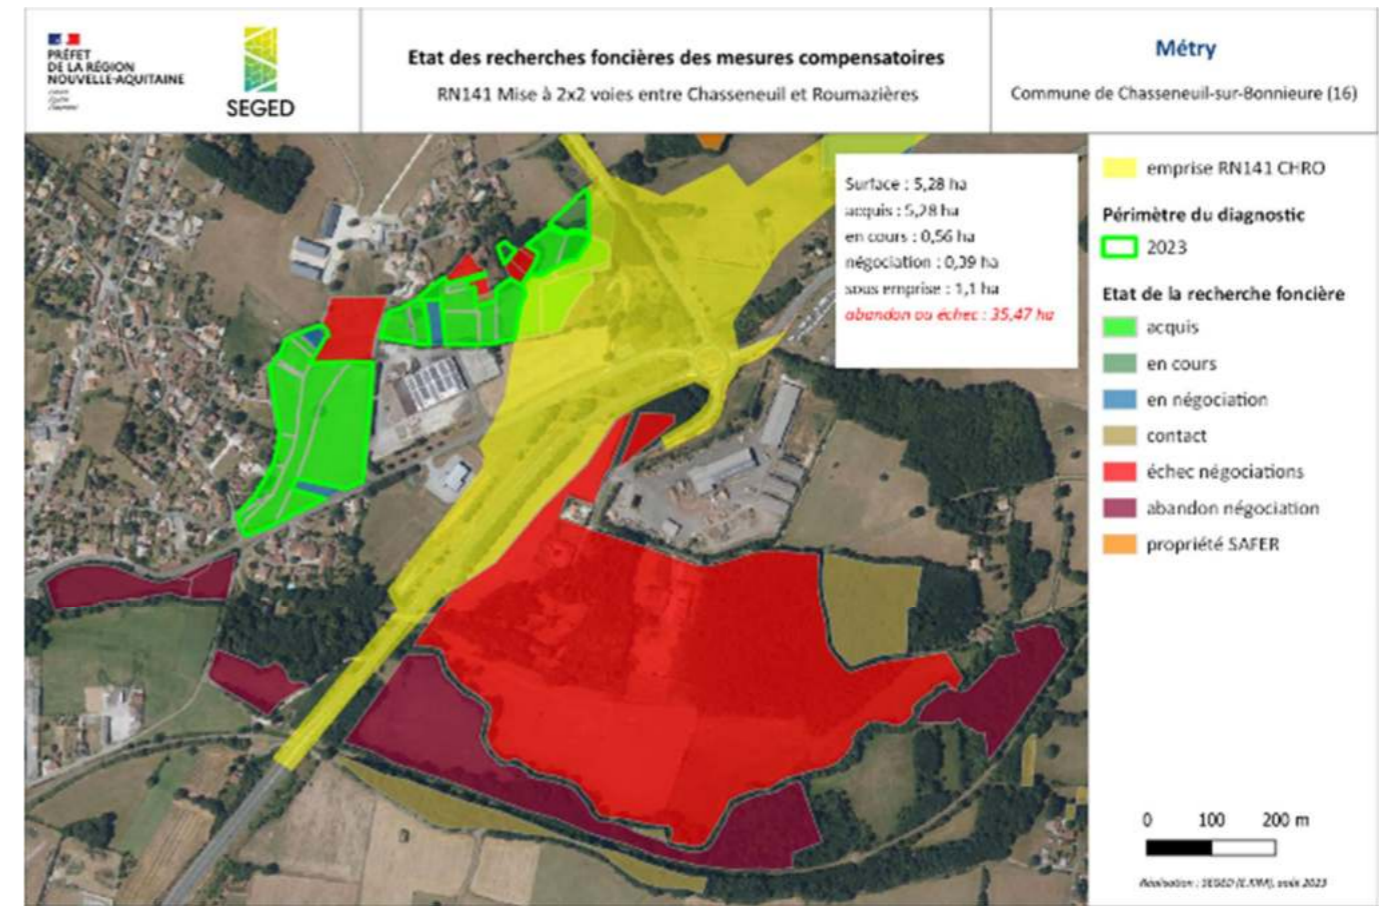 PRÉFET
DE LA RÉGION
NOUVELLE-AQUITAINE
SEGED
Etat des recherches foncières des mesures compensatoires
RN141 Mise à 2x2 voies entre Chasseneuil et Roumazières
Métry
Commune de Chasseneuil-sur-Bonnieure (16)
Surface : 5,28 ha
acquis : 5,28 ha
en cours : 0,56 ha
négociation : 0,39 ha
sous emprise : 1,1 ha
abandon ou échec : 35,47 ha
emprise RN141 CHRO
Périmètre du diagnostic
2023
Etat de la recherche foncière
acquis
en cours
en négociation
contact
échec négociations
abandon négociation
propriété SAFER
0 100 200 m
Réalisation : SEGED 2023